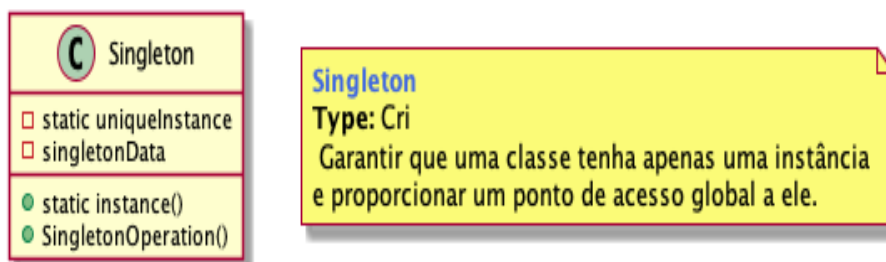 C Singleton
static uniqueInstance
singletonData
static instance()
SingletonOperation()
Singleton
Type: Cri
Garantir que uma classe tenha apenas uma instância
e proporcionar um ponto de acesso global a ele.